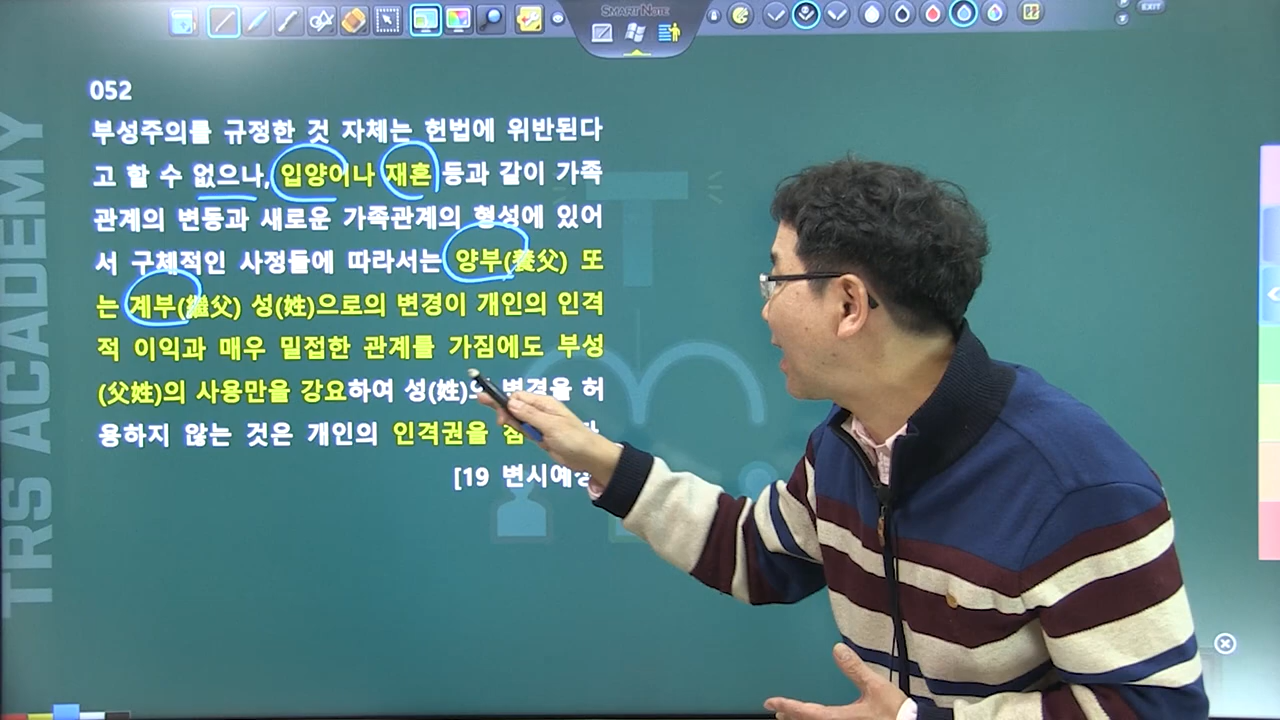 SMART NOTE
EXIT
052
부성주의를 규정한 것 자체는 헌법에 위반된다
고 할 수 없으나, 입양이나 재혼 등과 같이 가족
관계의 변동과 새로운 가족관계의 형성에 있어
서 구체적인 사정들에 따라서는 양부(養父) 또
는 계부(繼父) 성(姓)으로의 변경이 개인의 인격
적 이익과 매우 밀접한 관계를 가짐에도 부성
(父姓)의 사용만을 강요하여 성(姓)의 변경을 허
용하지 않는 것은 개인의 인격권을
[19 변시예상
TRS ACADEMY